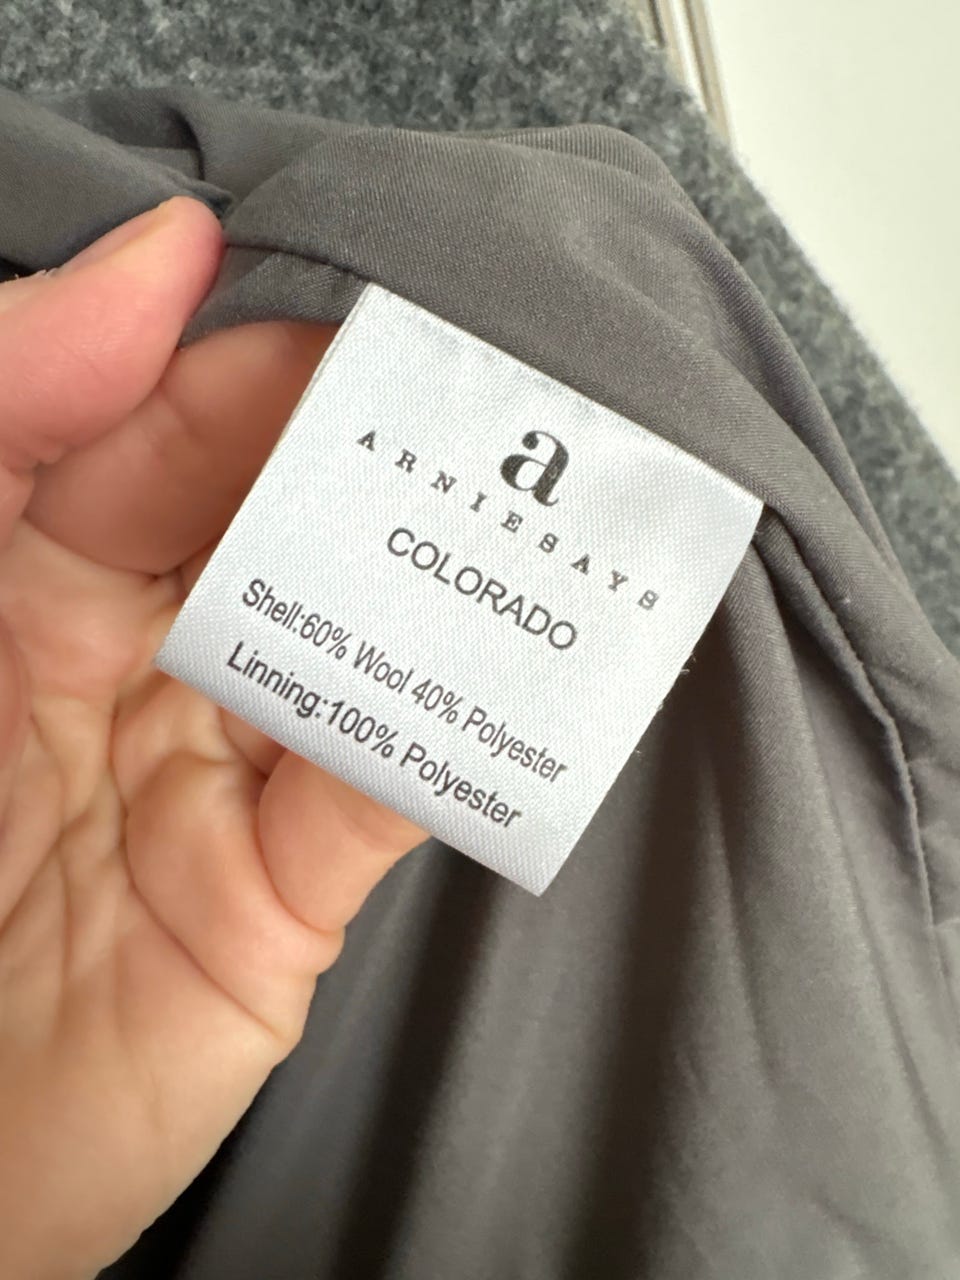 a
ARNIESAYS
COLORADO
Shell:60% Wool 40% Polyester
Linning:100% Polyester